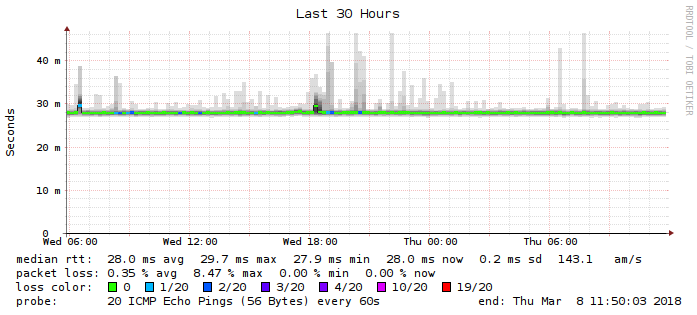 Last 30 Hours
RRDTOOL / TOBI OETIKER
Seconds
40 m
30 m
20 m
10 m
0
Wed 06:00 Wed 12:00 Wed 18:00 Thu 00:00 Thu 06:00
median rtt: 28.0 ms avg 29.7 ms max 27.9 ms min 28.0 ms now 0.2 ms sd 143.1 am/s
packet loss: 0.35 % avg 8.47 % max 0.00 % min 0.00 % now
loss color: 0 1/20 2/20 3/20 4/20 10/20 19/20
probe: 20 ICMP Echo Pings (56 Bytes) every 60s end: Thu Mar 8 11:50:03 2018